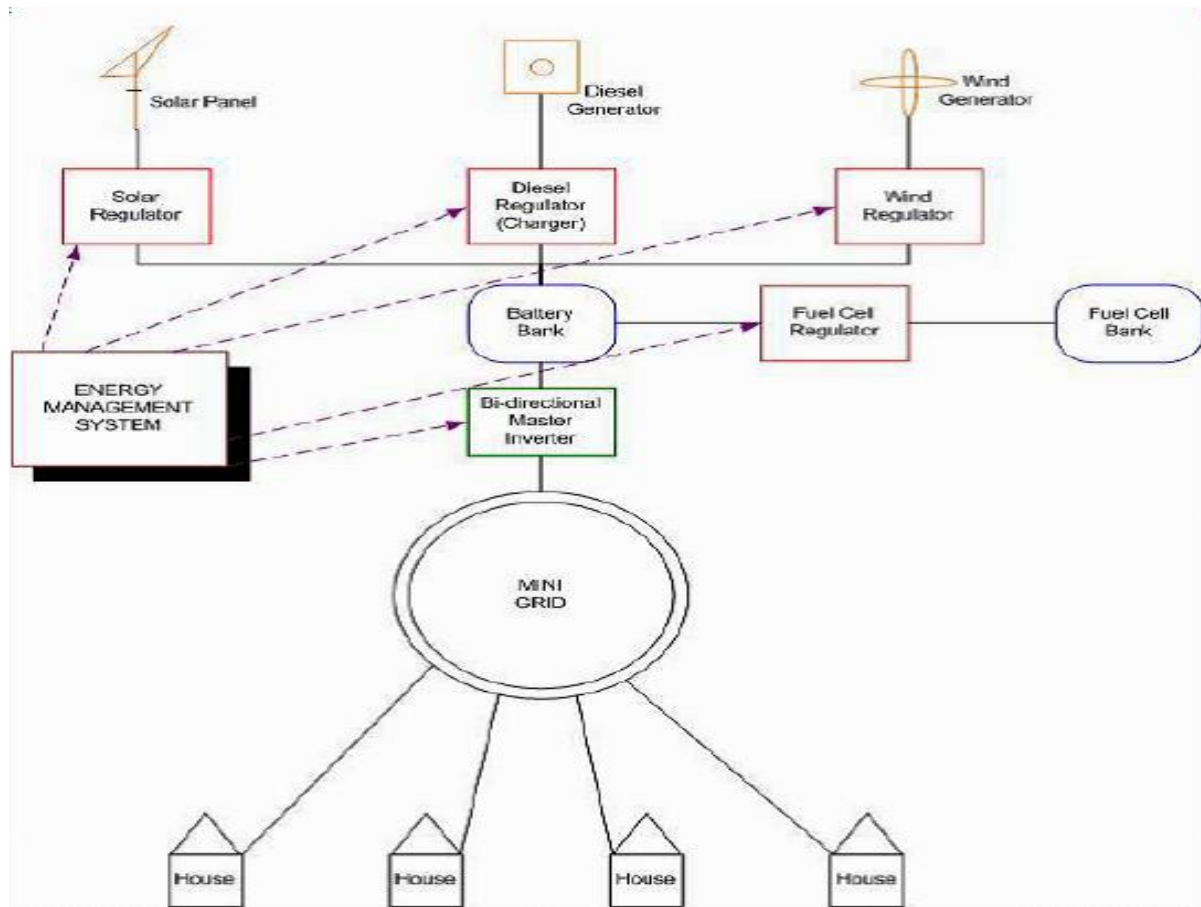 Solar Panel
Diesel
Generator
Wind
Generator
Solar
Regulator
Diesel
Regulator
(Charger)
Wind
Regulator
Battery
Bank
Fuel Cell
Regulator
Fuel Cell
Bank
ENERGY
MANAGEMENT
SYSTEM
Bi-directional
Master
Inverter
MINI
GRID
House
House
House
House